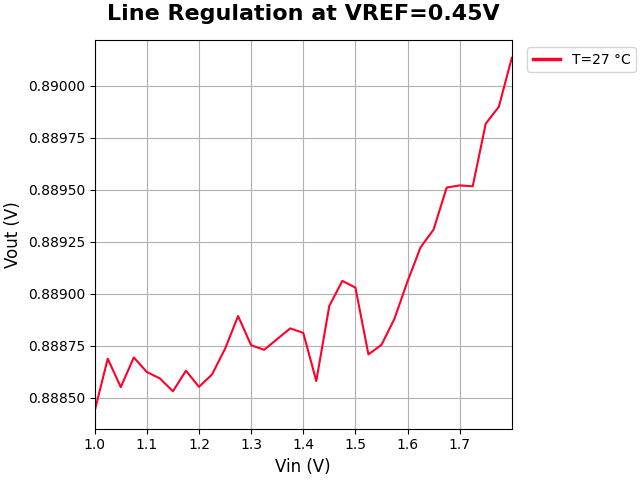 Line Regulation at VREF=0.45V
T=27 °C
Vout (V)
0.89000
0.88975
0.88950
0.88925
0.88900
0.88875
0.88850
1.0 1.1 1.2 1.3 1.4 1.5 1.6 1.7
Vin (V)